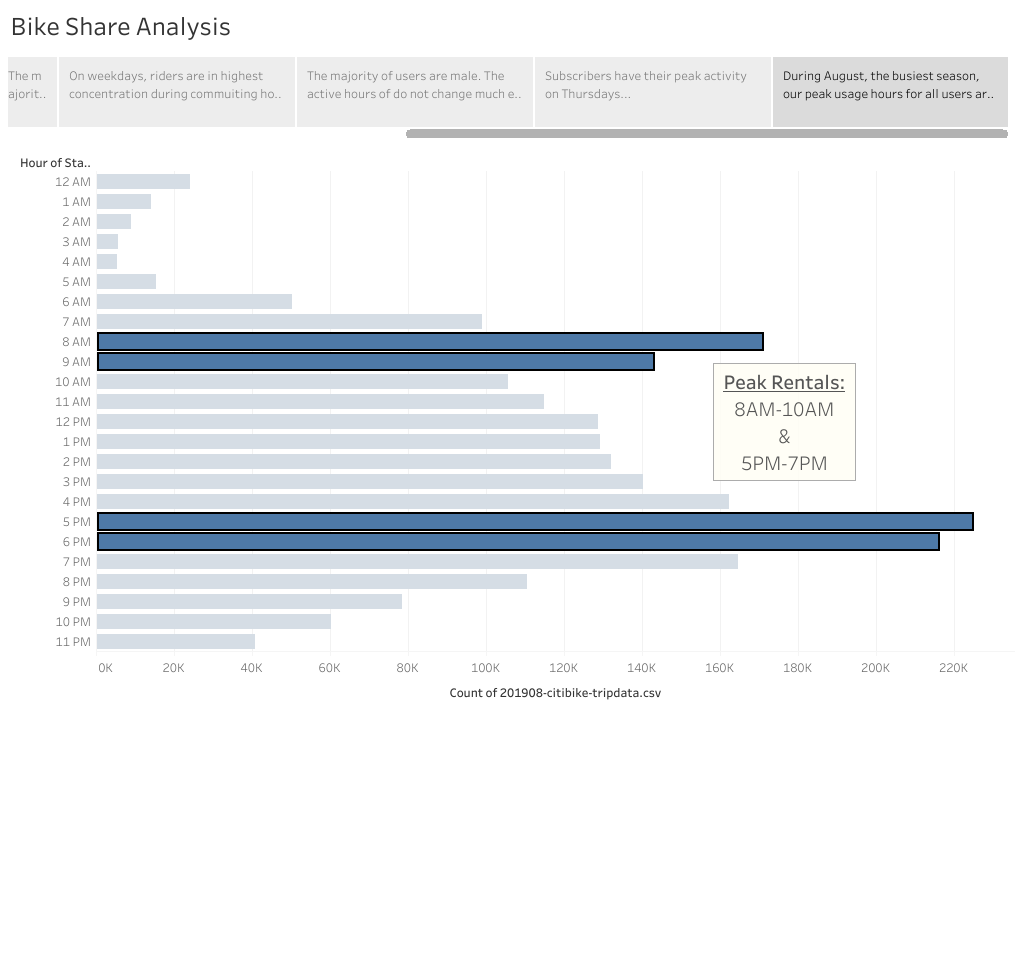 Bike Share Analysis
The m
ajorit..
On weekdays, riders are in highest
concentration during commuiting ho..
The majority of users are male. The
active hours of do not change much e..
Subscribers have their peak activity
on Thursdays...
During August, the busiest season,
our peak usage hours for all users ar..
Hour of Sta..
12 AM
1 AM
2 AM
3 AM
4 AM
5 AM
6 AM
7 AM
8 AM
9 AM
10 AM
11 AM
12 PM
1 PM
2 PM
3 PM
4 PM
5 PM
6 PM
7 PM
8 PM
9 PM
10 PM
11 PM
Peak Rentals:
8AM-10AM
&
5PM-7PM
0K 20K 40K 60K 80K 100K 120K 140K 160K 180K 200K 220K
Count of 201908-citibike-tripdata.csv